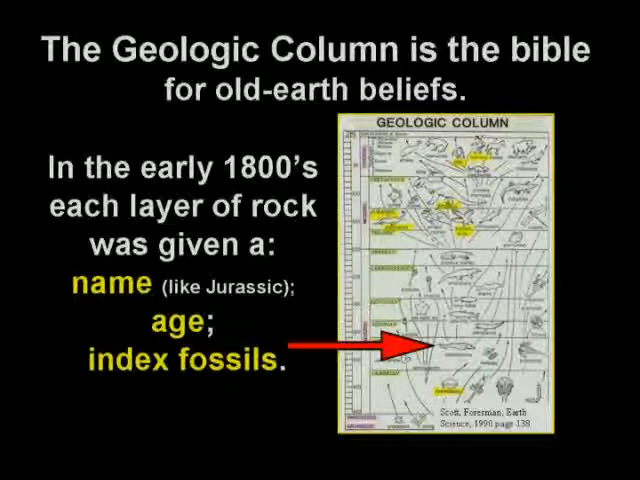 The Geologic Column is the bible
for old-earth beliefs.
In the early 1800's
each layer of rock
was given a:
name (like Jurassic);
age;
index fossils.
GEOLOGIC COLUMN
Scott, Foresman, Earth
Science, 1990 page 138